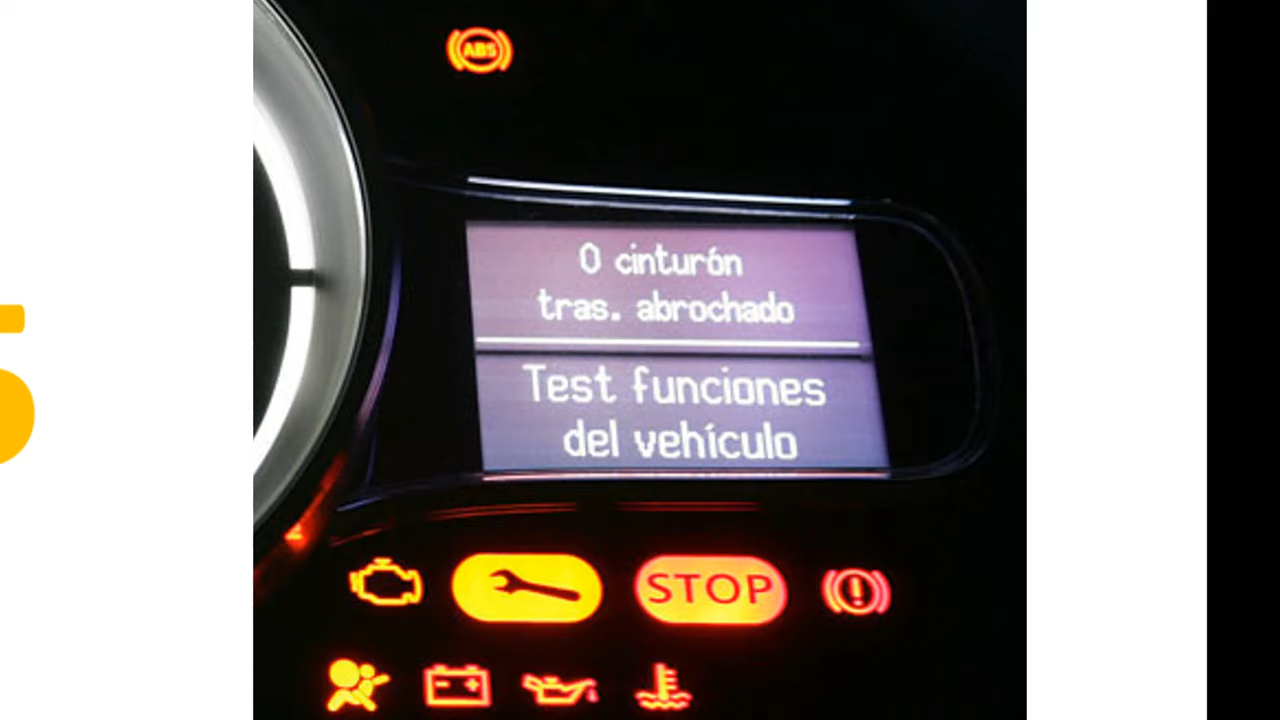 ABS
0 cinturón
tras. abrochado
Test funciones
del vehículo
STOP